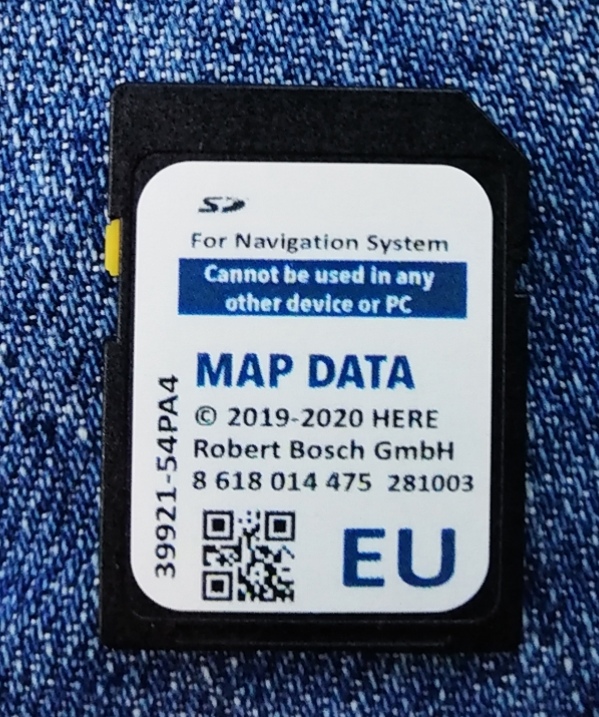 SD
For Navigation System
Cannot be used in any
other device or PC
MAP DATA
© 2019-2020 HERE
Robert Bosch GmbH
8 618 014 475 281003
EU
39921-54PA4